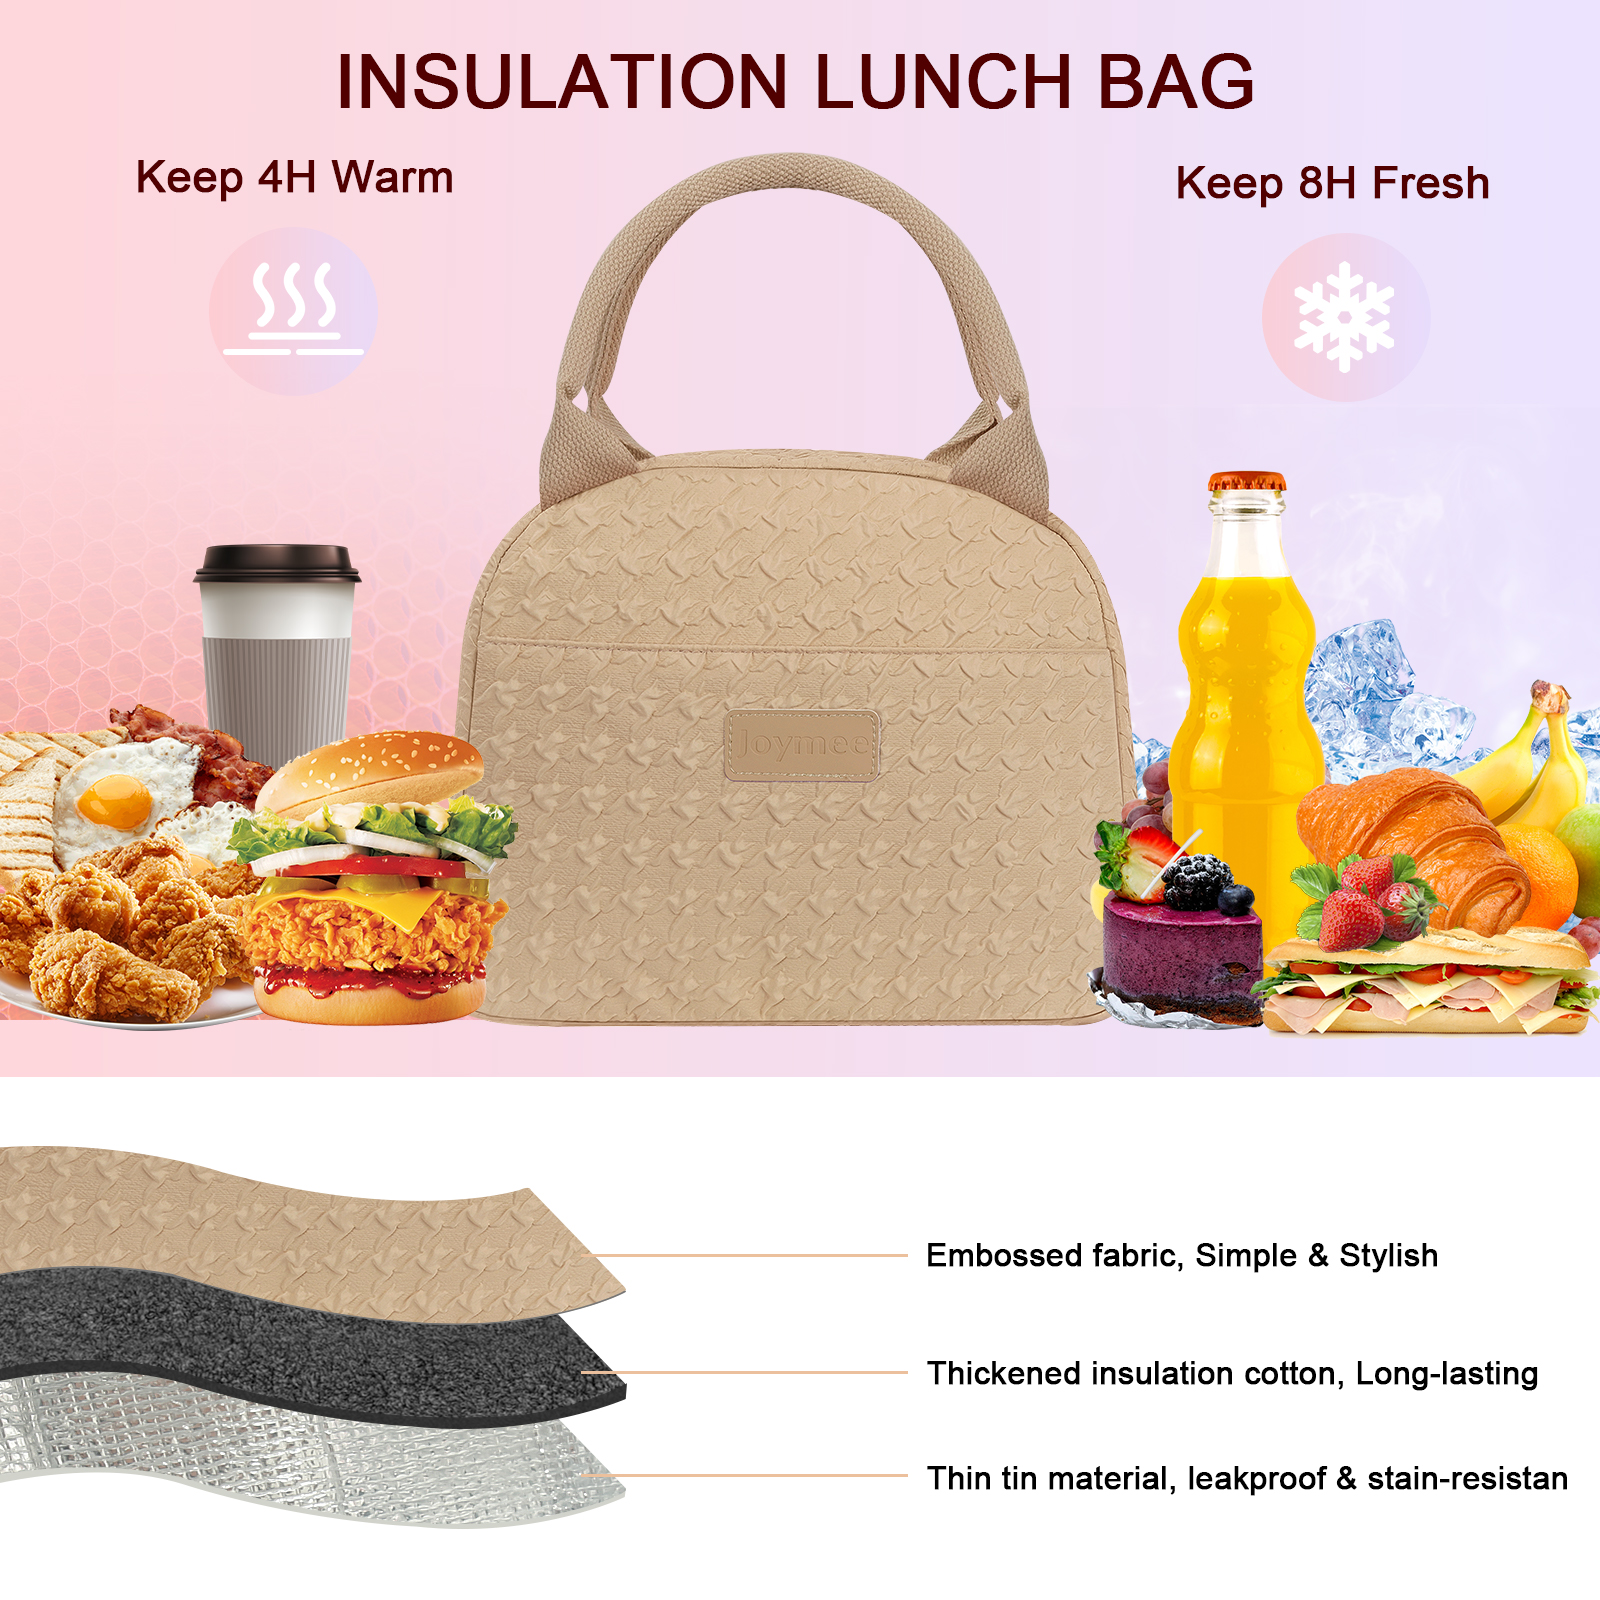 INSULATION LUNCH BAG
Keep 4H Warm
Keep 8H Fresh
Joymee
Embossed fabric, Simple & Stylish
Thickened insulation cotton, Long-lasting
Thin tin material, leakproof & stain-resistan